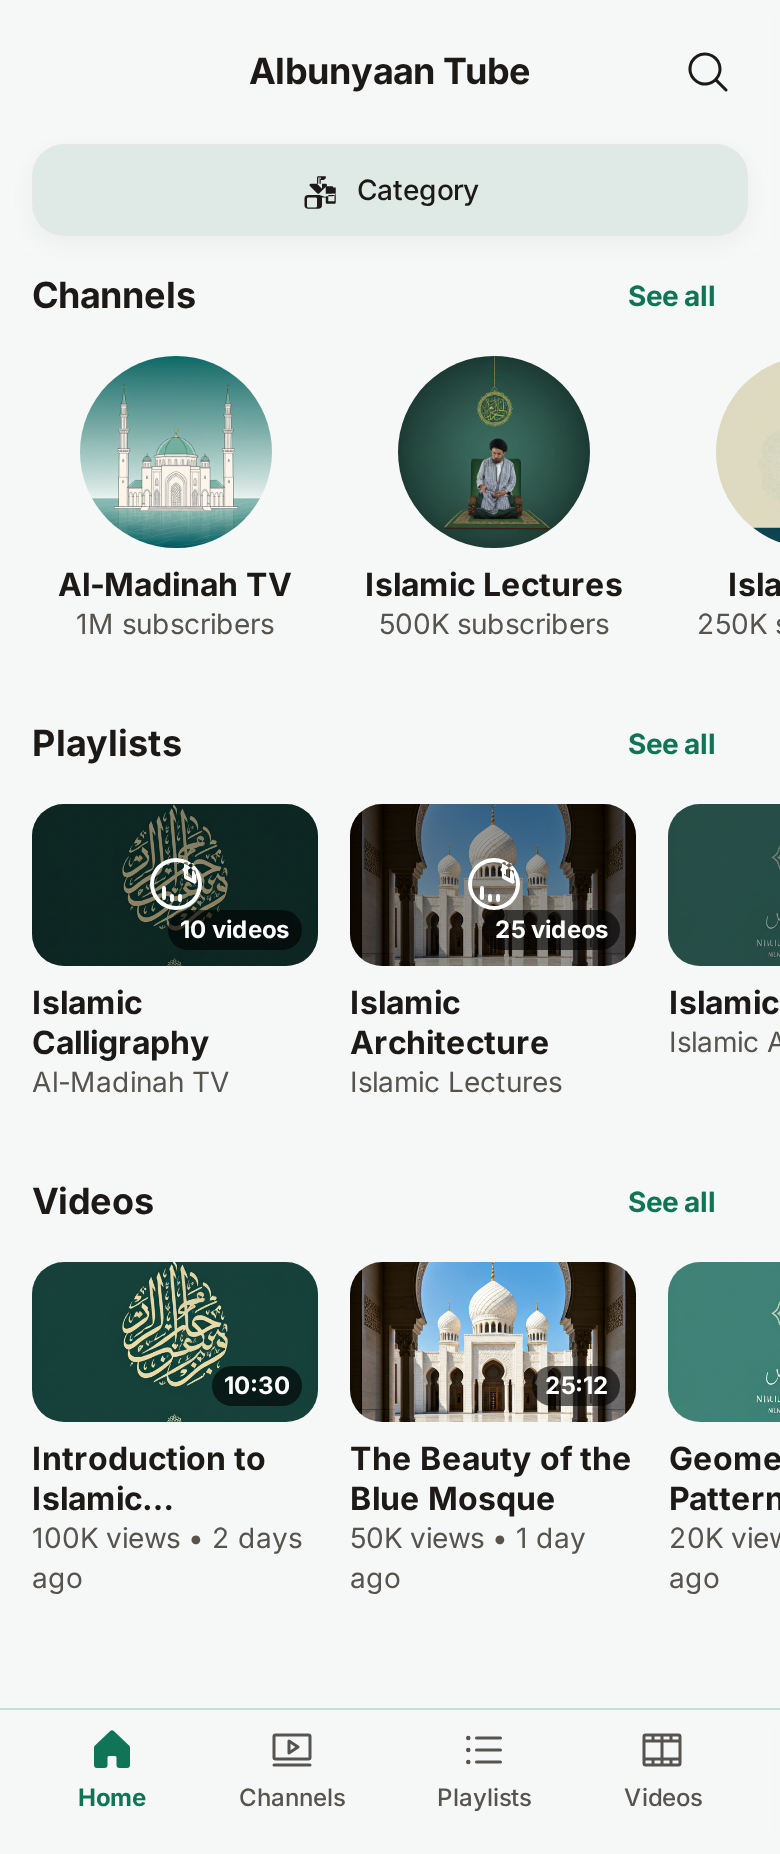 Albunyaan Tube
Category
Channels
See all
Al-Madinah TV
1M subscribers
Islamic Lectures
500K subscribers
Isla
250K s
Playlists
See all
10 videos
25 videos
Islamic
Calligraphy
Al-Madinah TV
Islamic
Architecture
Islamic Lectures
Islamic
Islamic A
Videos
See all
10:30
25:12
Introduction to
Islamic...
100K views • 2 days
ago
The Beauty of the
Blue Mosque
50K views • 1 day
ago
Geome
Pattern
20K view
ago
Home
Channels
Playlists
Videos